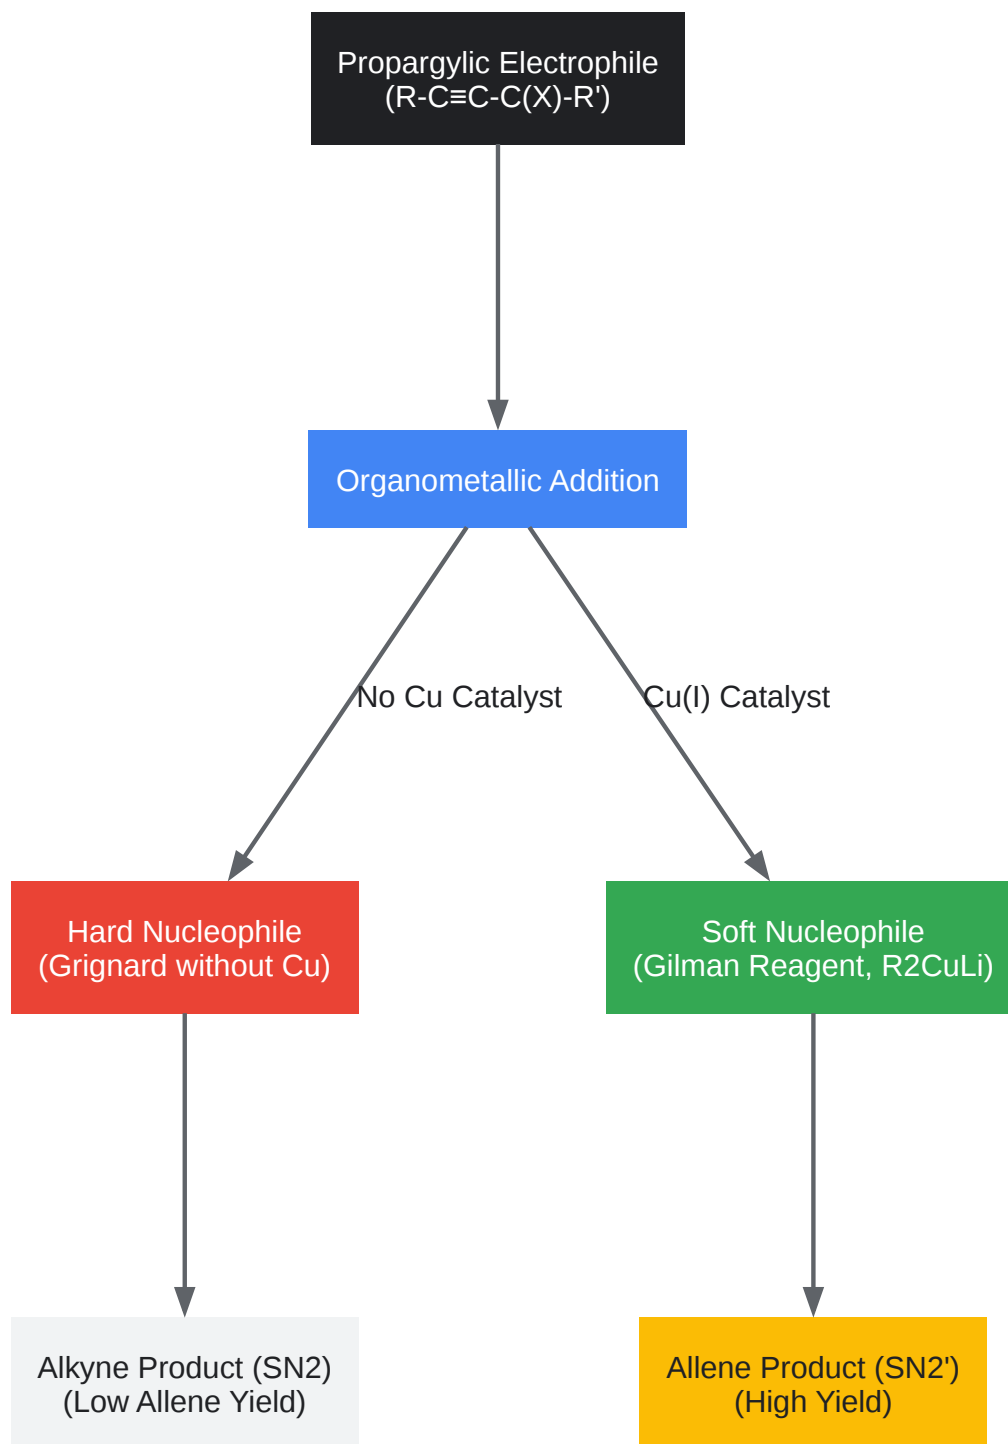 Propargylic Electrophile
(R-C≡C-C(X)-R')
Organometallic Addition
No Cu Catalyst
Cu(I) Catalyst
Hard Nucleophile
(Grignard without Cu)
Soft Nucleophile
(Gilman Reagent, R2CuLi)
Alkyne Product (SN2)
(Low Allene Yield)
Allene Product (SN2')
(High Yield)